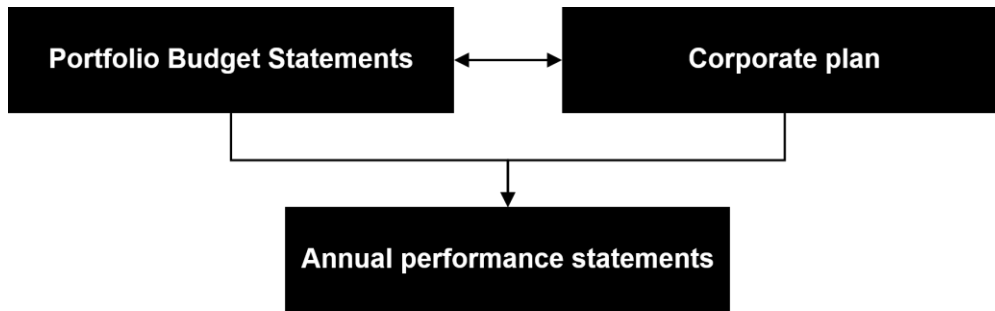 Portfolio Budget Statements
Corporate plan
Annual performance statements